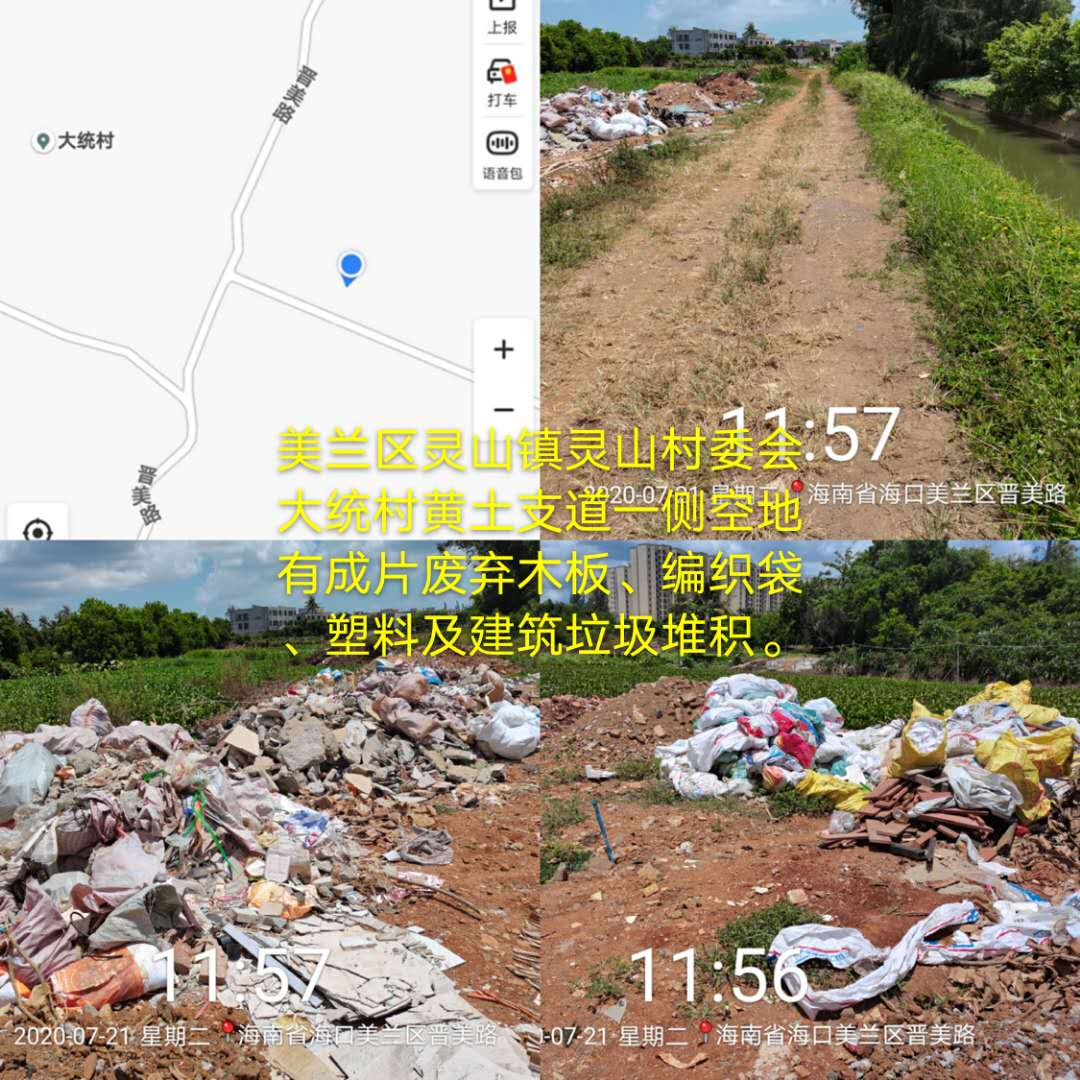 上报
打车
语音包
晋美路
大统村
+
晋美路
11:57
2020-07-21 星期二 海南省海口美兰区晋美路
美兰区灵山镇灵山村委会
大统村黄土支道一侧空地
有成片废弃木板、编织袋
、塑料及建筑垃圾堆积。
11:57
2020-07-21 星期二 海南省海口美兰区晋美路
11:56
-07-21 星期二 海南省海口美兰区晋美路